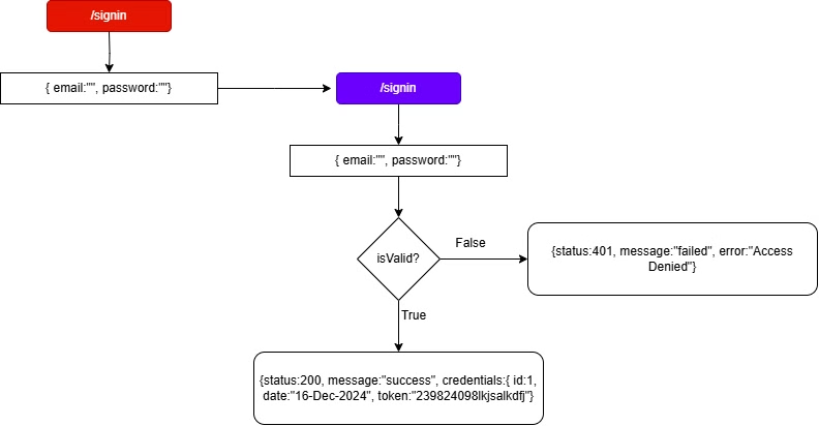 /signin
{ email:"", password:""}
/signin
{ email:"", password:""}
isValid?
False
{status:401, message:"failed", error:"Access
Denied"}
True
{status:200, message:"success", credentials:{ id:1,
date:"16-Dec-2024", token:"239824098lkjsalkdfj"}